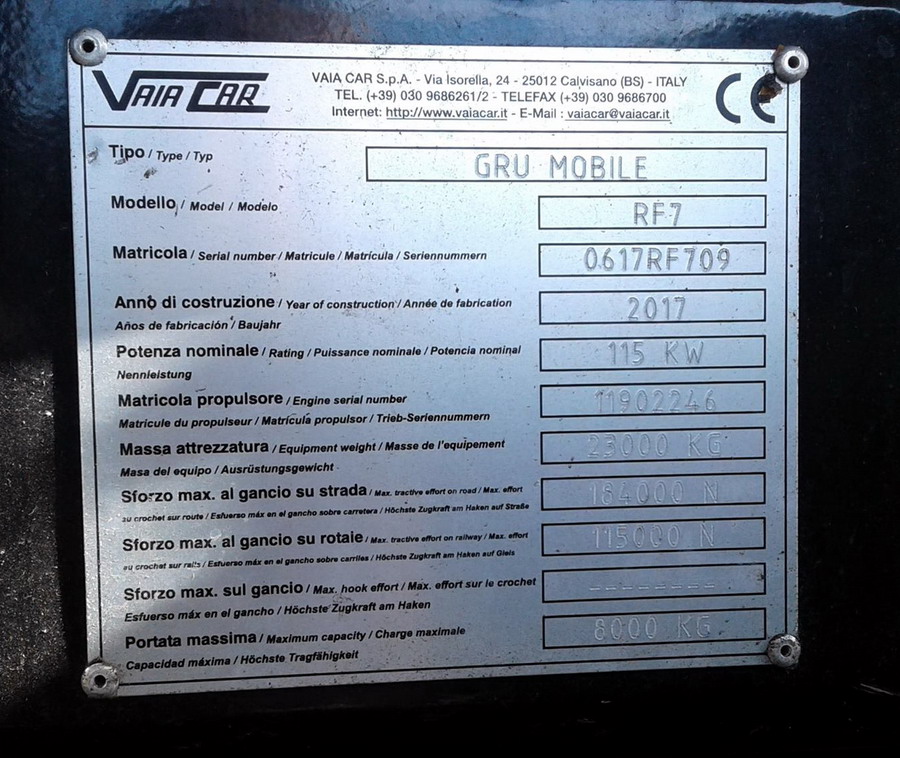 VAIA CAR
VAIA CAR S.p.A. - Via Isorella, 24 - 25012 Calvisano (BS) - ITALY
TEL. (+39) 030 9686261/2 - TELEFAX (+39) 030 9686700
Internet: http://www.vaiacar.it - E-Mail : vaiacar@vaiacar.it
CE
Tipo / Type / Typ GRU MOBILE
Modello / Model / Modelo RF7
Matricola / Serial number / Matricule / Matrícula / Seriennummern 0617RF709
Anno di costruzione / Year of construction / Année de fabrication 2017
Años de fabricación / Baujahr
Potenza nominale / Rating / Puissance nominale / Potencia nominal 115 KW
Nennleistung
Matricola propulsore / Engine serial number 11902246
Matricule du propulseur / Matrícula propulsor / Trieb-Seriennummern
Massa attrezzatura / Equipment weight / Masse de l'equipement 23000 KG
Masa del equipo / Ausrüstungsgewicht
Sforzo max. al gancio su strada / Max. tractive effort on road / Max. effort 184000 N
au crochet sur route / Esfuerso máx en el gancho sobre carretera / Höchste Zugkraft am Haken auf Straße
Sforzo max. al gancio su rotaie / Max. tractive effort on railway / Max. effort 115000 N
au crochet sur rails / Esfuerso máx en el gancho sobre carriles / Höchste Zugkraft am Haken auf Gleis
Sforzo max. sul gancio / Max. hook effort / Max. effort sur le crochet --------
Esfuerso máx en el gancho / Höchste Zugkraft am Haken
Portata massima / Maximum capacity / Charge maximale 8000 KG
Capacidad máxima / Höchste Tragfähigkeit